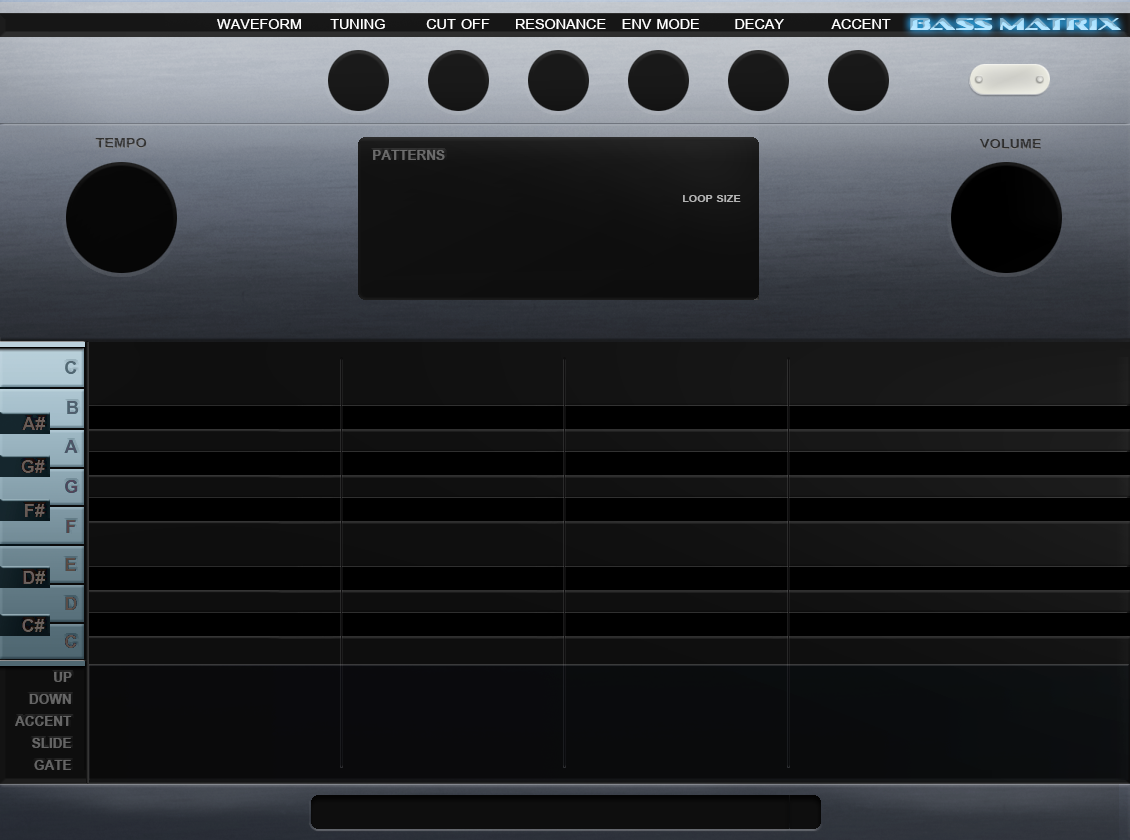 WAVEFORM TUNING CUT OFF RESONANCE ENV MODE DECAY ACCENT BASS MATRIX
TEMPO
PATTERNS
LOOP SIZE
VOLUME
C
B
A#
A
G#
G
F#
F
E
D#
D
C#
C
UP
DOWN
ACCENT
SLIDE
GATE